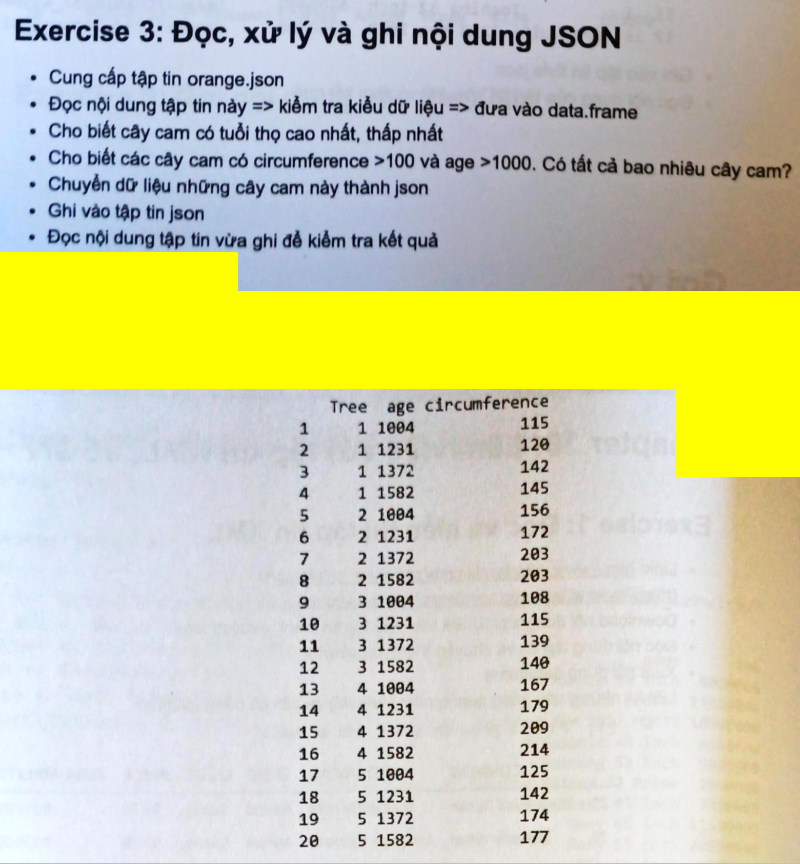 Exercise 3: Đọc, xử lý và ghi nội dung JSON
• Cung cấp tập tin orange.json
• Đọc nội dung tập tin này => kiểm tra kiểu dữ liệu => đưa vào data.frame
• Cho biết cây cam có tuổi thọ cao nhất, thấp nhất
• Cho biết các cây cam có circumference >100 và age >1000. Có tất cả bao nhiêu cây cam?
• Chuyển dữ liệu những cây cam này thành json
• Ghi vào tập tin json
• Đọc nội dung tập tin vừa ghi để kiểm tra kết quả
Tree age circumference
1 1 1004 115
2 1 1231 120
3 1 1372 142
4 1 1582 145
5 2 1004 156
6 2 1231 172
7 2 1372 203
8 2 1582 203
9 3 1004 108
10 3 1231 115
11 3 1372 139
12 3 1582 140
13 4 1004 167
14 4 1231 179
15 4 1372 209
16 4 1582 214
17 5 1004 125
18 5 1231 142
19 5 1372 174
20 5 1582 177